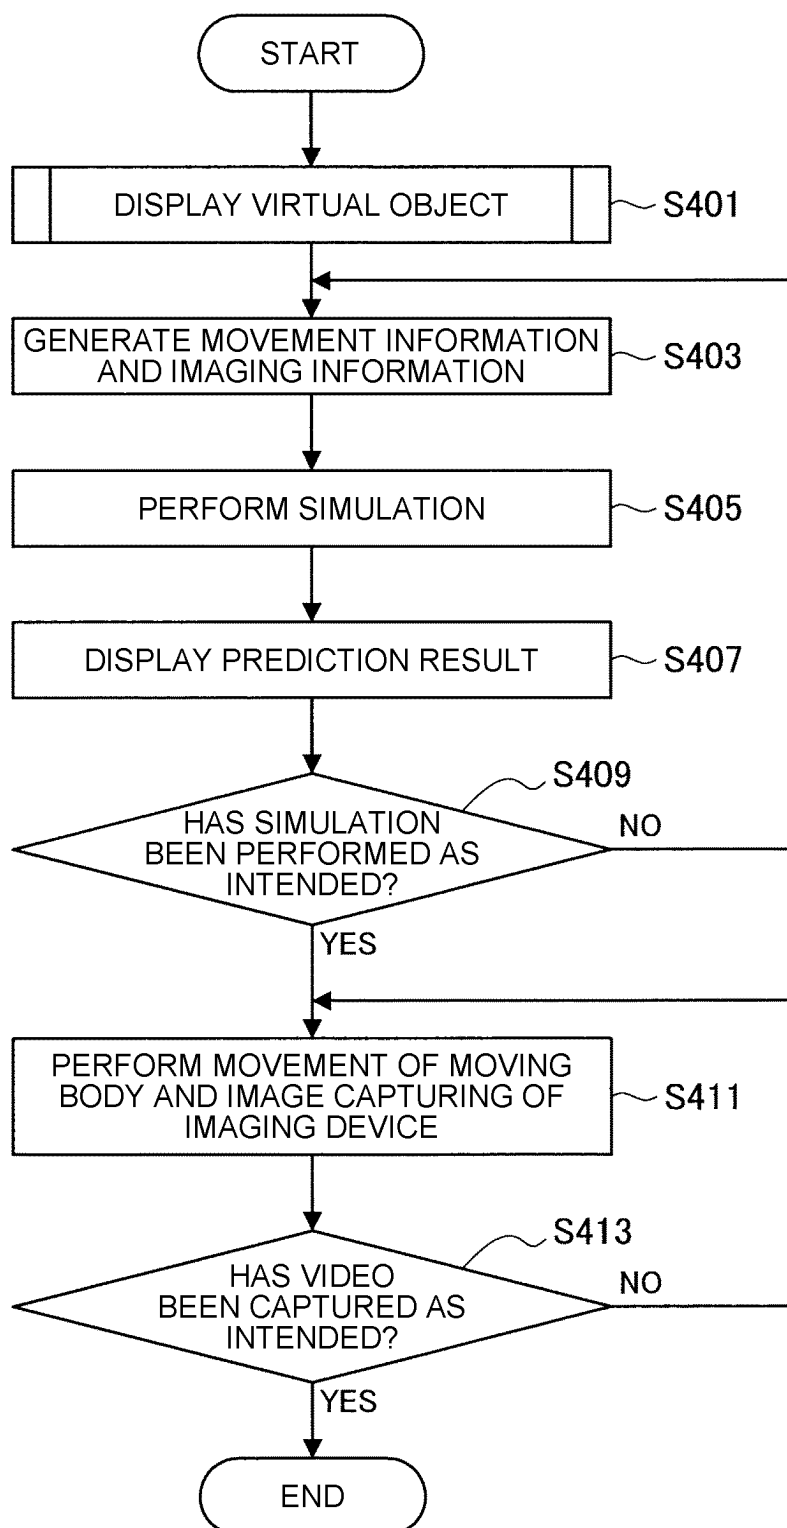 START
DISPLAY VIRTUAL OBJECT
S401
GENERATE MOVEMENT INFORMATION
AND IMAGING INFORMATION
S403
PERFORM SIMULATION
S405
DISPLAY PREDICTION RESULT
S407
S409
HAS SIMULATION
BEEN PERFORMED AS
INTENDED?
NO
YES
PERFORM MOVEMENT OF MOVING
BODY AND IMAGE CAPTURING OF
IMAGING DEVICE
S411
S413
HAS VIDEO
BEEN CAPTURED AS
INTENDED?
NO
YES
END